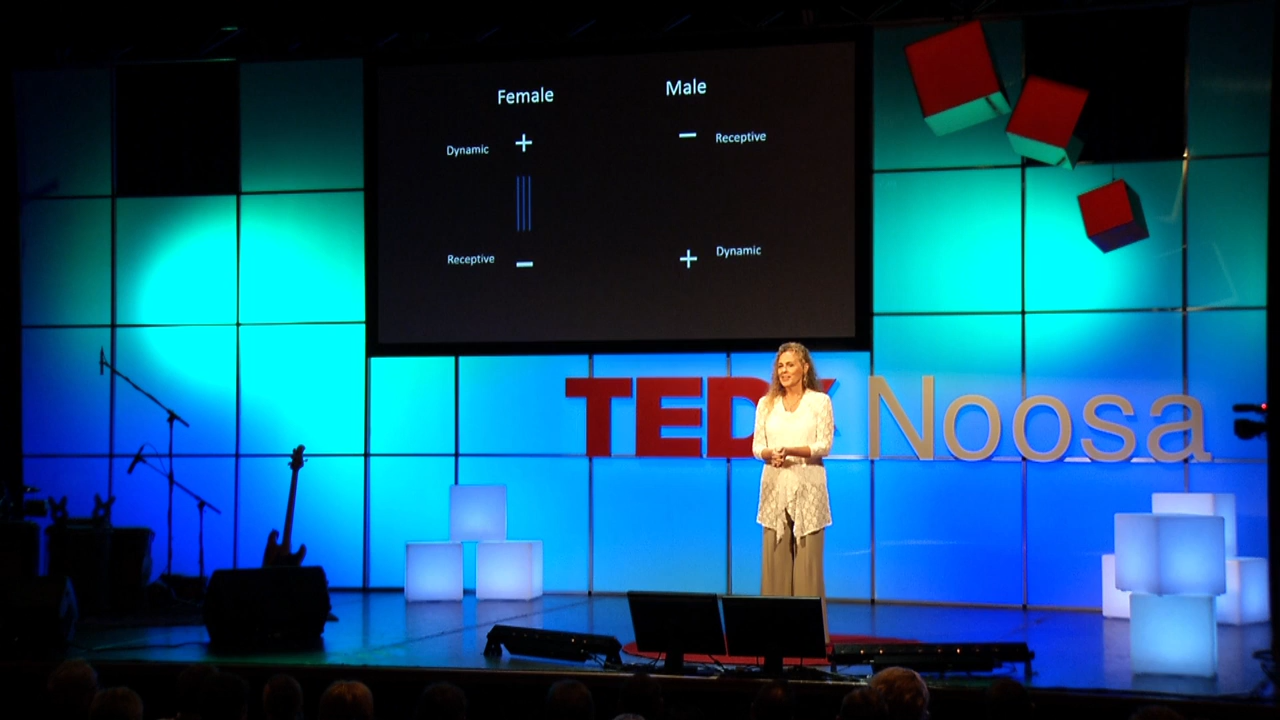 Female Male
Dynamic + − Receptive
Receptive − + Dynamic
TEDx Noosa